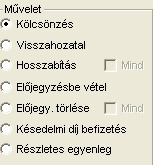 Művelet
Kölcsönzés
Visszahozatal
Hosszabítás Mind
Előjegyzésbe vétel
Előjegy. törlése Mind
Késedelmi díj befizetés
Részletes egyenleg